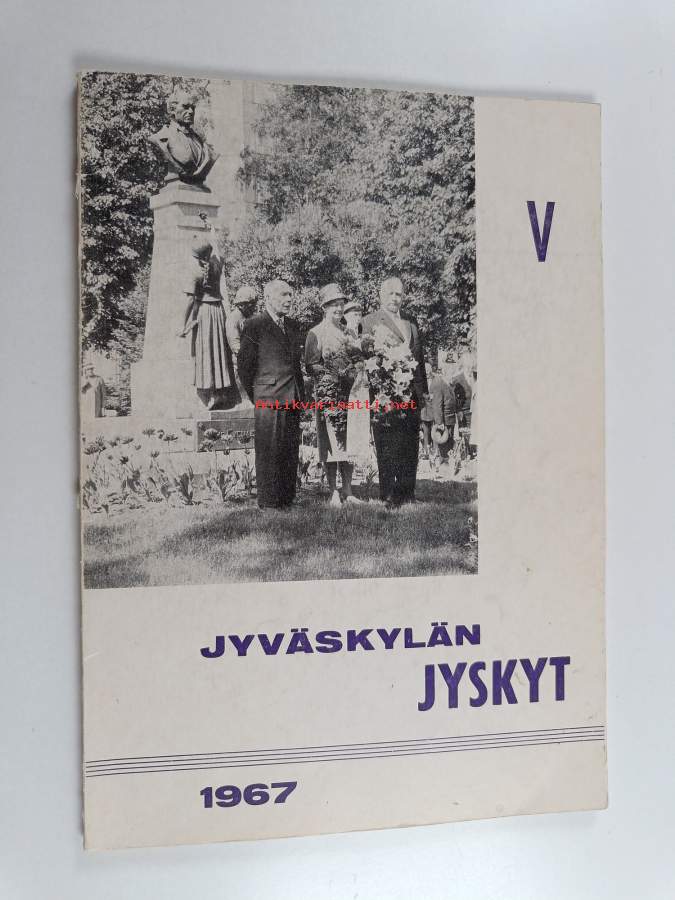 V
Antikvariaatti.net
JYVÄSKYLÄN
JYSKYT
1967